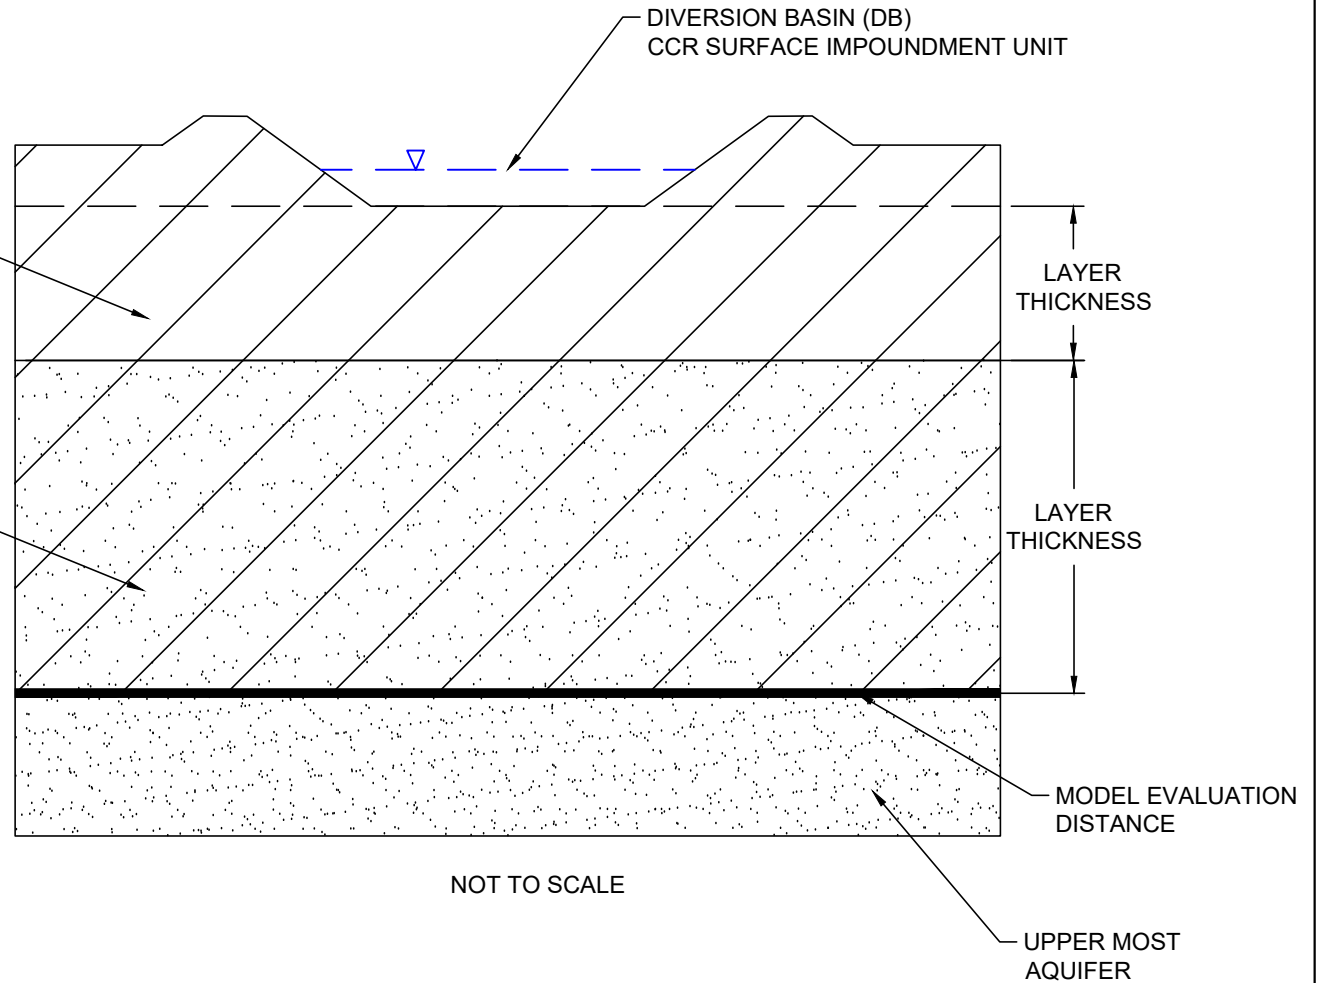 DIVERSION BASIN (DB)
CCR SURFACE IMPOUNDMENT UNIT
LAYER
THICKNESS
LAYER
THICKNESS
MODEL EVALUATION
DISTANCE
NOT TO SCALE
UPPER MOST
AQUIFER